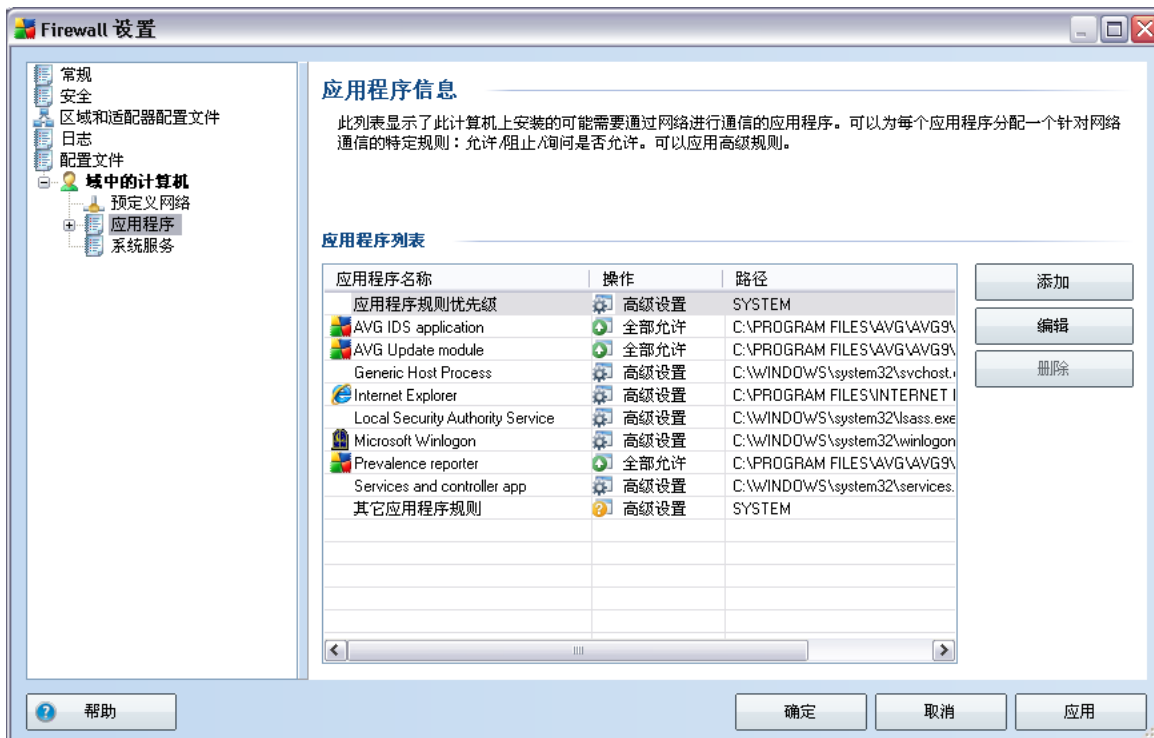 Firewall 设置
常规
安全
区域和适配器配置文件
日志
配置文件
域中的计算机
预定义网络
应用程序
系统服务
应用程序信息
此列表显示了此计算机上安装的可能需要通过网络进行通信的应用程序。可以为每个应用程序分配一个针对网络
通信的特定规则：允许/阻止/询问是否允许。可以应用高级规则。
应用程序列表
应用程序名称 操作 路径
应用程序规则优先级 高级设置 SYSTEM
AVG IDS application 全部允许 C:\PROGRAM FILES\AVG\AVG9\
AVG Update module 全部允许 C:\PROGRAM FILES\AVG\AVG9\
Generic Host Process 高级设置 C:\WINDOWS\system32\svchost.
Internet Explorer 高级设置 C:\PROGRAM FILES\INTERNET
Local Security Authority Service 高级设置 C:\WINDOWS\system32\lsass.exe
Microsoft Winlogon 高级设置 C:\WINDOWS\system32\winlogon
Prevalence reporter 全部允许 C:\PROGRAM FILES\AVG\AVG9\
Services and controller app 高级设置 C:\WINDOWS\system32\services.
其它应用程序规则 高级设置 SYSTEM
添加
编辑
删除
帮助
确定
取消
应用